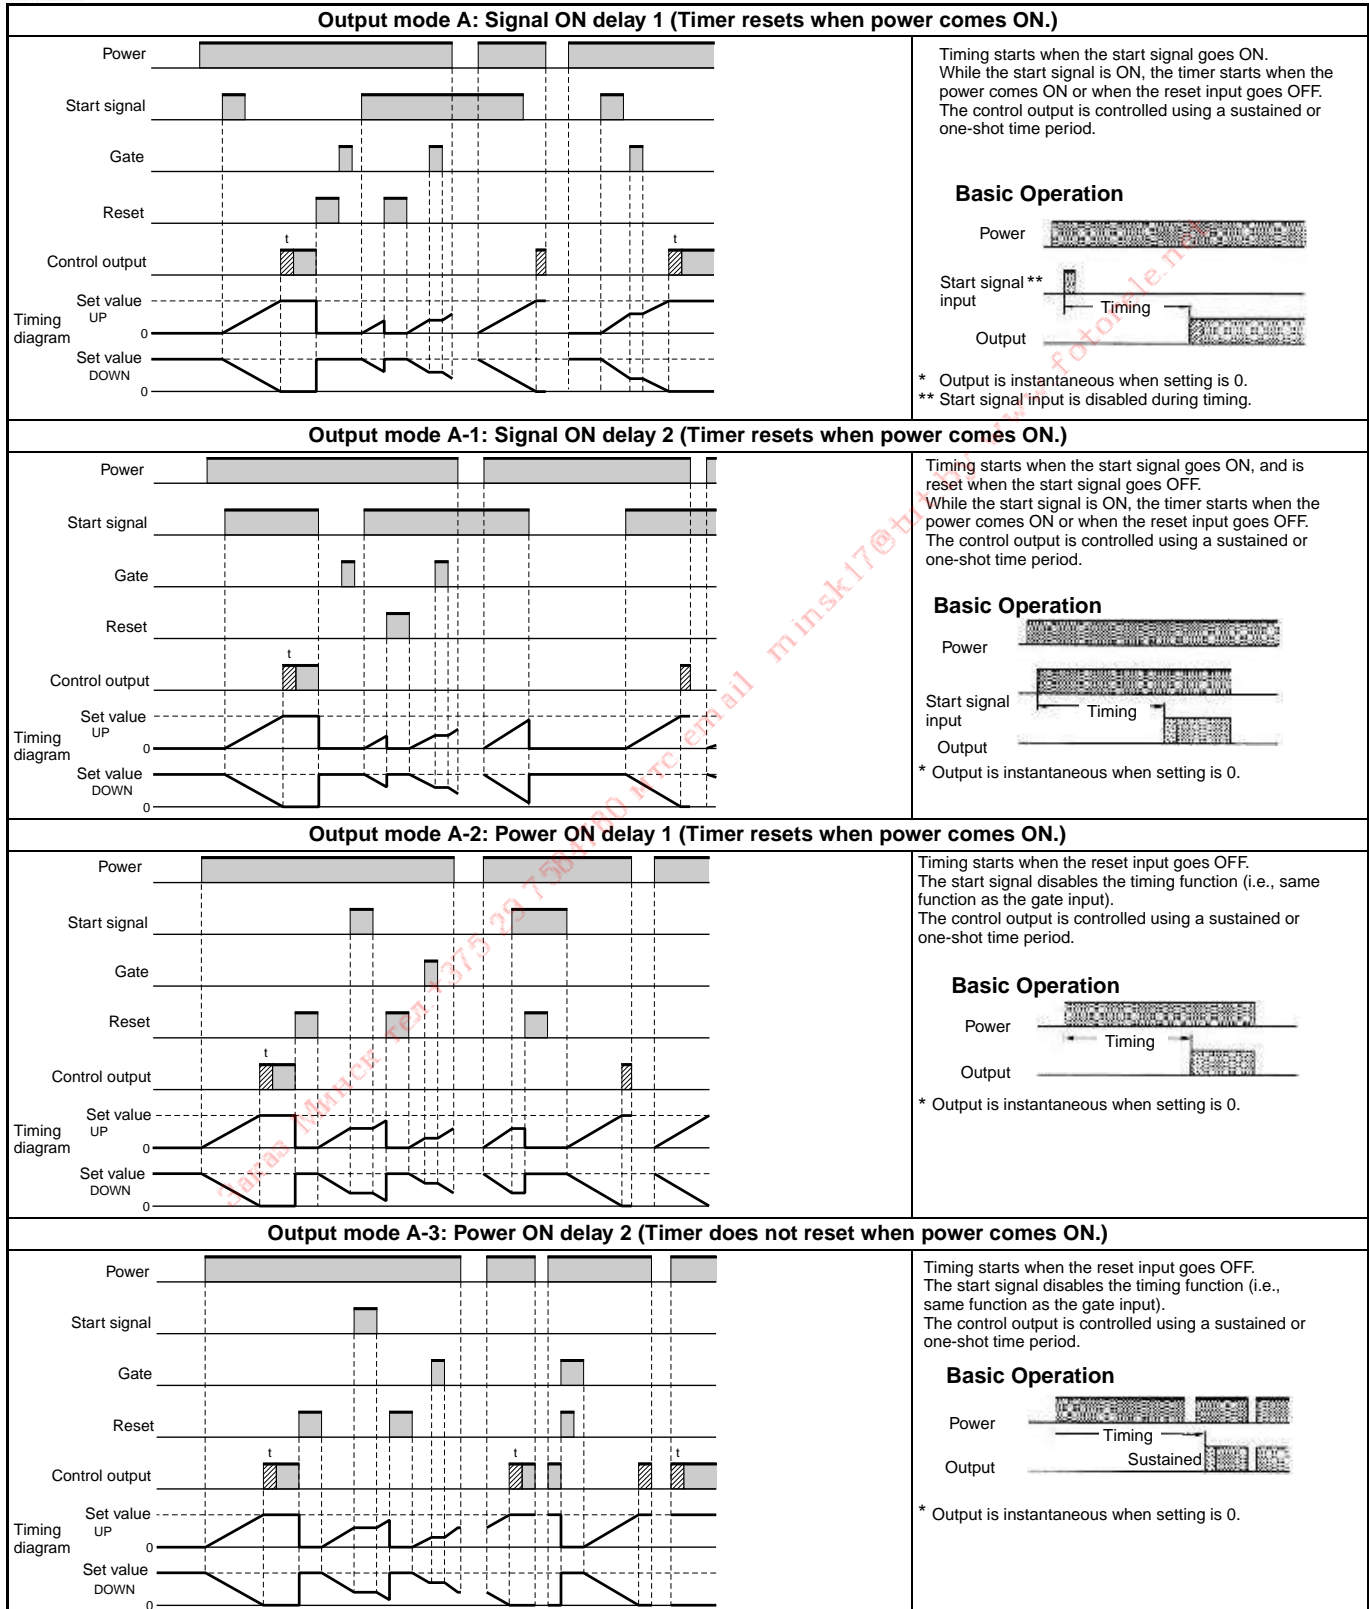 Output mode A: Signal ON delay 1 (Timer resets when power comes ON.)
Power
Start signal
Gate
Reset
t
t
Control output
Set value
UP
Timing
diagram
0
Set value
DOWN
0
Timing starts when the start signal goes ON.
While the start signal is ON, the timer starts when the
power comes ON or when the reset input goes OFF.
The control output is controlled using a sustained or
one-shot time period.
Basic Operation
Power
Start signal **
input
Timing
Output
* Output is instantaneous when setting is 0.
** Start signal input is disabled during timing.
Output mode A-1: Signal ON delay 2 (Timer resets when power comes ON.)
Power
Start signal
Gate
Reset
t
Control output
Set value
UP
Timing
diagram
0
Set value
DOWN
0
Timing starts when the start signal goes ON, and is
reset when the start signal goes OFF.
While the start signal is ON, the timer starts when the
power comes ON or when the reset input goes OFF.
The control output is controlled using a sustained or
one-shot time period.
Basic Operation
Power
Start signal
input
Timing
Output
* Output is instantaneous when setting is 0.
Output mode A-2: Power ON delay 1 (Timer resets when power comes ON.)
Power
Start signal
Gate
Reset
t
Control output
Set value
UP
Timing
diagram
0
Set value
DOWN
0
Timing starts when the reset input goes OFF.
The start signal disables the timing function (i.e., same
function as the gate input).
The control output is controlled using a sustained or
one-shot time period.
Basic Operation
Power
Timing
Output
* Output is instantaneous when setting is 0.
Output mode A-3: Power ON delay 2 (Timer does not reset when power comes ON.)
Power
Start signal
Gate
Reset
t
t
t
Control output
Set value
UP
Timing
diagram
0
Set value
DOWN
0
Timing starts when the reset input goes OFF.
The start signal disables the timing function (i.e.,
same function as the gate input).
The control output is controlled using a sustained or
one-shot time period.
Basic Operation
Power
Timing
Sustained
Output
* Output is instantaneous when setting is 0.
Заказ Минск тел +375 29 7584780 мтс email minsk17@tut.by www.fotorele.net